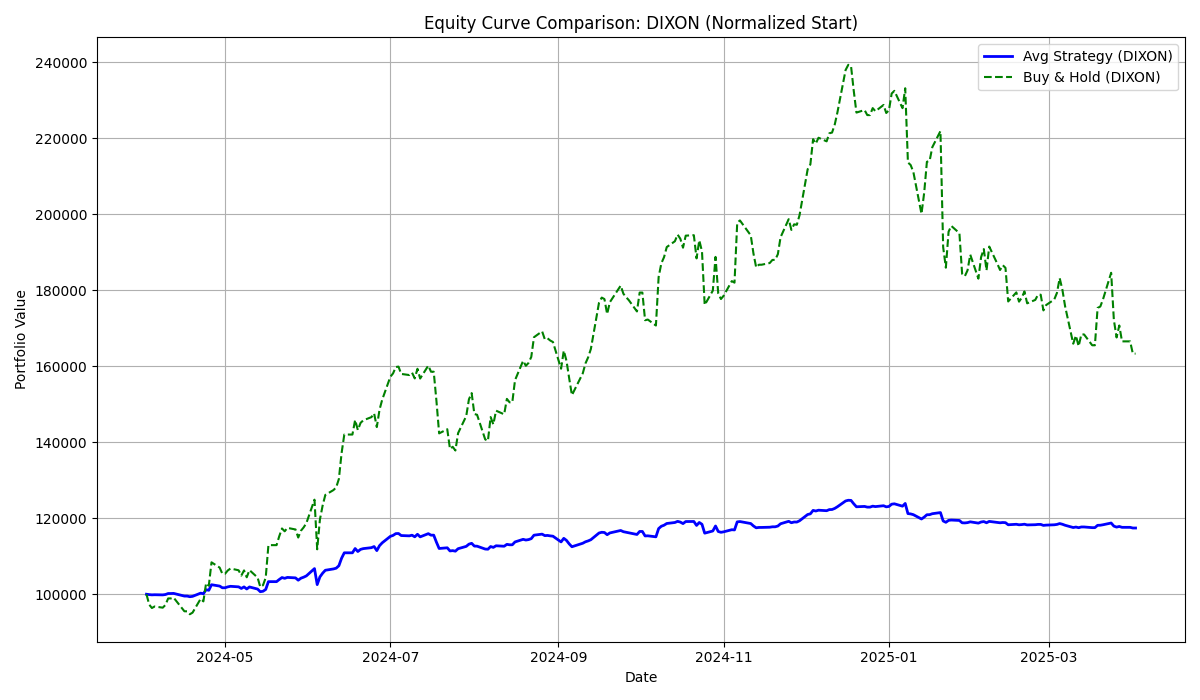 Equity Curve Comparison: DIXON (Normalized Start)
Avg Strategy (DIXON)
Buy & Hold (DIXON)
Portfolio Value
240000
220000
200000
180000
160000
140000
120000
100000
2024-05
2024-07
2024-09
2024-11
2025-01
2025-03
Date